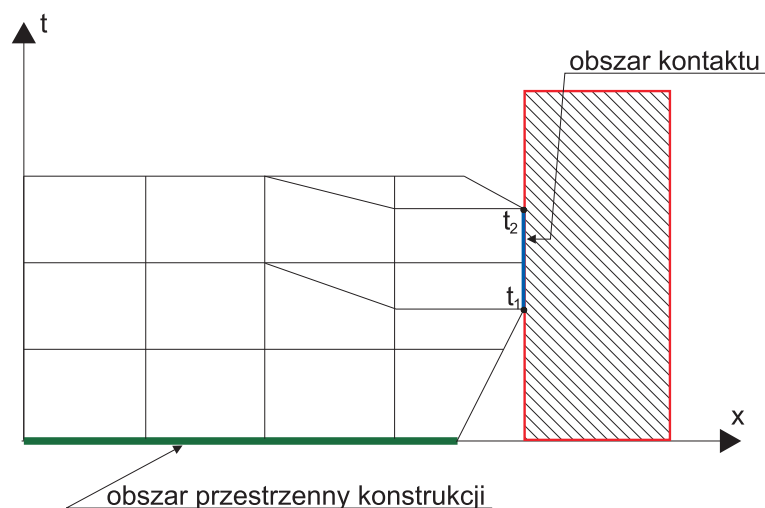 t
obszar kontaktu
t2
t1
x
obszar przestrzenny konstrukcji